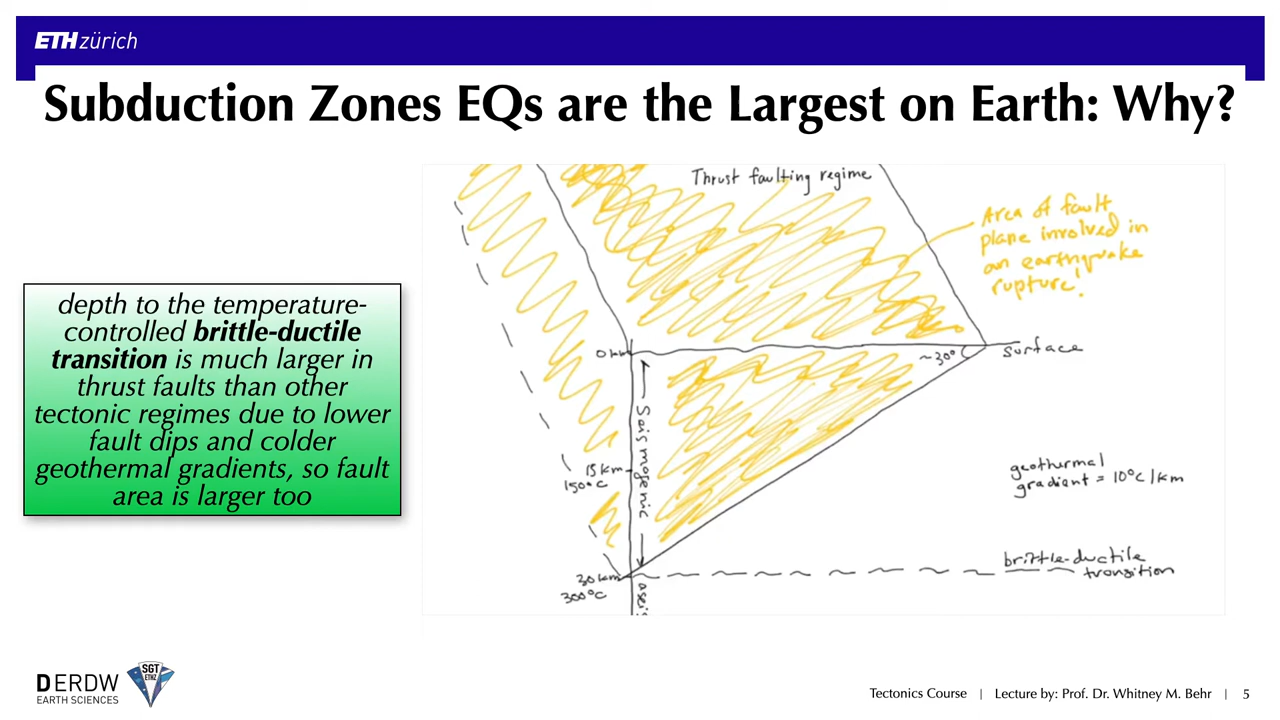 ETH zürich
Subduction Zones EQs are the Largest on Earth: Why?
depth to the temperature-
controlled brittle-ductile
transition is much larger in
thrust faults than other
tectonic regimes due to lower
fault dips and colder
geothermal gradients, so fault
area is larger too
Thrust faulting regime
Area of fault
plane involved in
an earthquake
rupture!
0 km
~30°
surface
Seismogenic
15 km
150°C
geothermal
gradient = 10°C/km
brittle-ductile
transition
30 km
300°C
aseis
DERDW
EARTH SCIENCES
SGT
ETHZ
Tectonics Course | Lecture by: Prof. Dr. Whitney M. Behr | 5